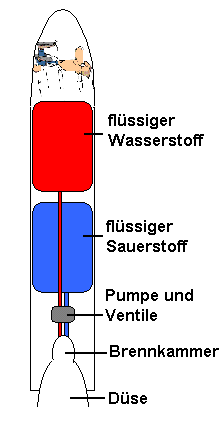 flüssiger
Wasserstoff
flüssiger
Sauerstoff
Pumpe und
Ventile
Brennkammer
Düse